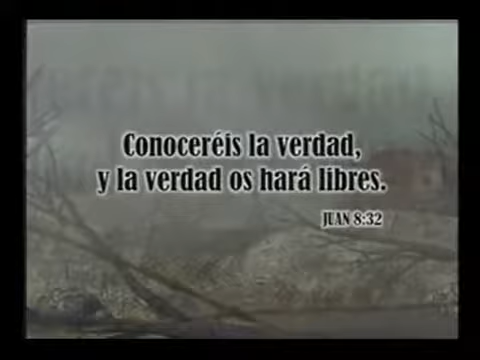 Conoceréis la verdad,
y la verdad os hará libres.
JUAN 8:32